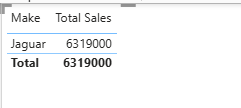 Make Total Sales
Jaguar 6319000
Total 6319000